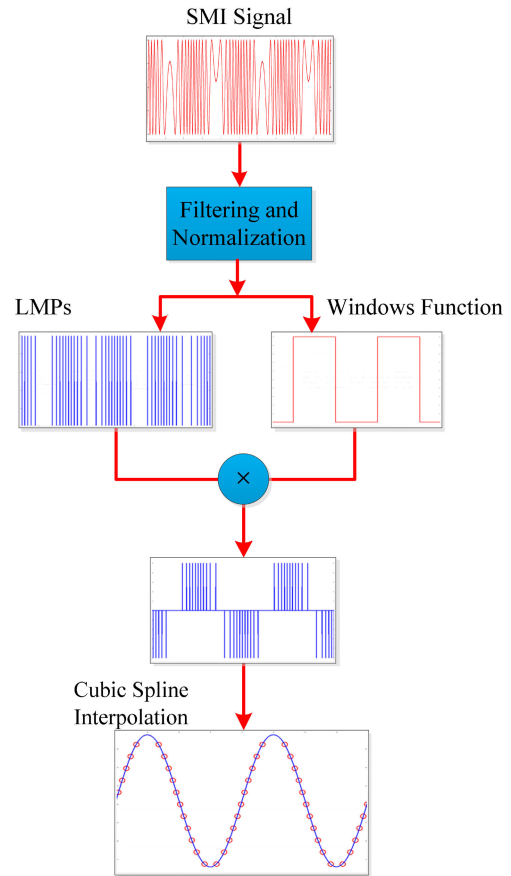 SMI Signal
Filtering and
Normalization
LMPs
Windows Function
×
Cubic Spline
Interpolation